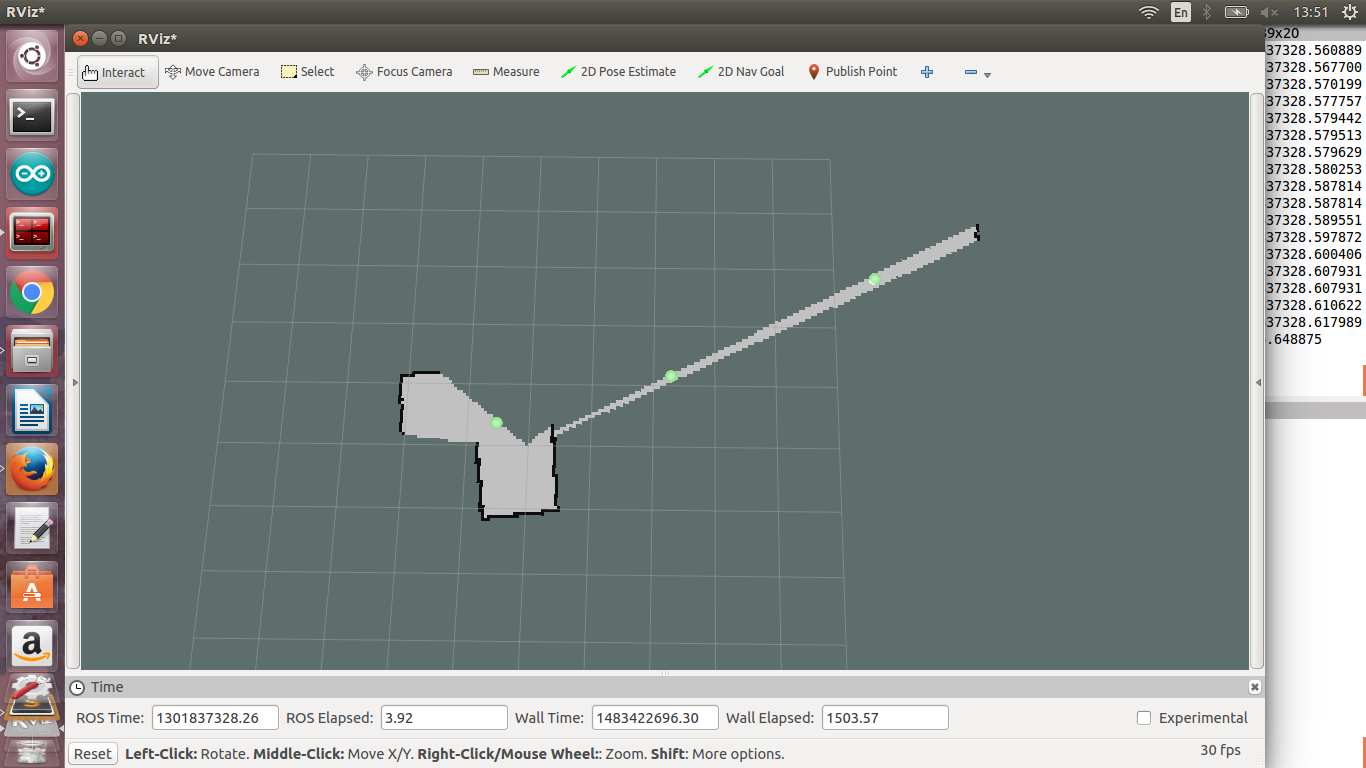 RViz*
En
13:51
RViz*
Interact Move Camera Select Focus Camera Measure 2D Pose Estimate 2D Nav Goal Publish Point
9x20
37328.560889
37328.567700
37328.570199
37328.577757
37328.579442
37328.579513
37328.579629
37328.580253
37328.587814
37328.587814
37328.589551
37328.597872
37328.600406
37328.607931
37328.607931
37328.610622
37328.617989
.648875
Time
ROS Time: 1301837328.26 ROS Elapsed: 3.92 Wall Time: 1483422696.30 Wall Elapsed: 1503.57 Experimental
Reset Left-Click: Rotate. Middle-Click: Move X/Y. Right-Click/Mouse Wheel:: Zoom. Shift: More options. 30 fps